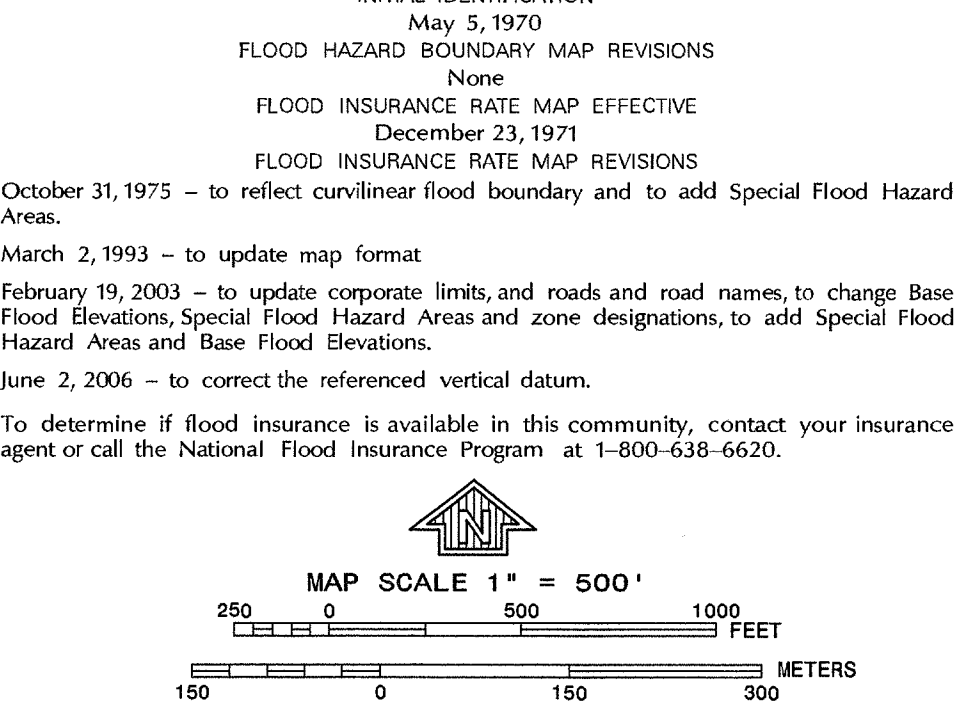 INITIAL IDENTIFICATION
May 5, 1970
FLOOD HAZARD BOUNDARY MAP REVISIONS
None
FLOOD INSURANCE RATE MAP EFFECTIVE
December 23, 1971
FLOOD INSURANCE RATE MAP REVISIONS
October 31, 1975 – to reflect curvilinear flood boundary and to add Special Flood Hazard
Areas.
March 2, 1993 – to update map format
February 19, 2003 – to update corporate limits, and roads and road names, to change Base
Flood Elevations, Special Flood Hazard Areas and zone designations, to add Special Flood
Hazard Areas and Base Flood Elevations.
June 2, 2006 – to correct the referenced vertical datum.
To determine if flood insurance is available in this community, contact your insurance
agent or call the National Flood Insurance Program at 1–800–638–6620.
N
MAP SCALE 1" = 500'
250 0 500 1000
FEET
METERS
150 0 150 300